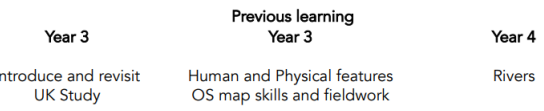 Previous learning
Year 3 Year 3 Year 4
ntroduce and revisit Human and Physical features Rivers
UK Study OS map skills and fieldwork